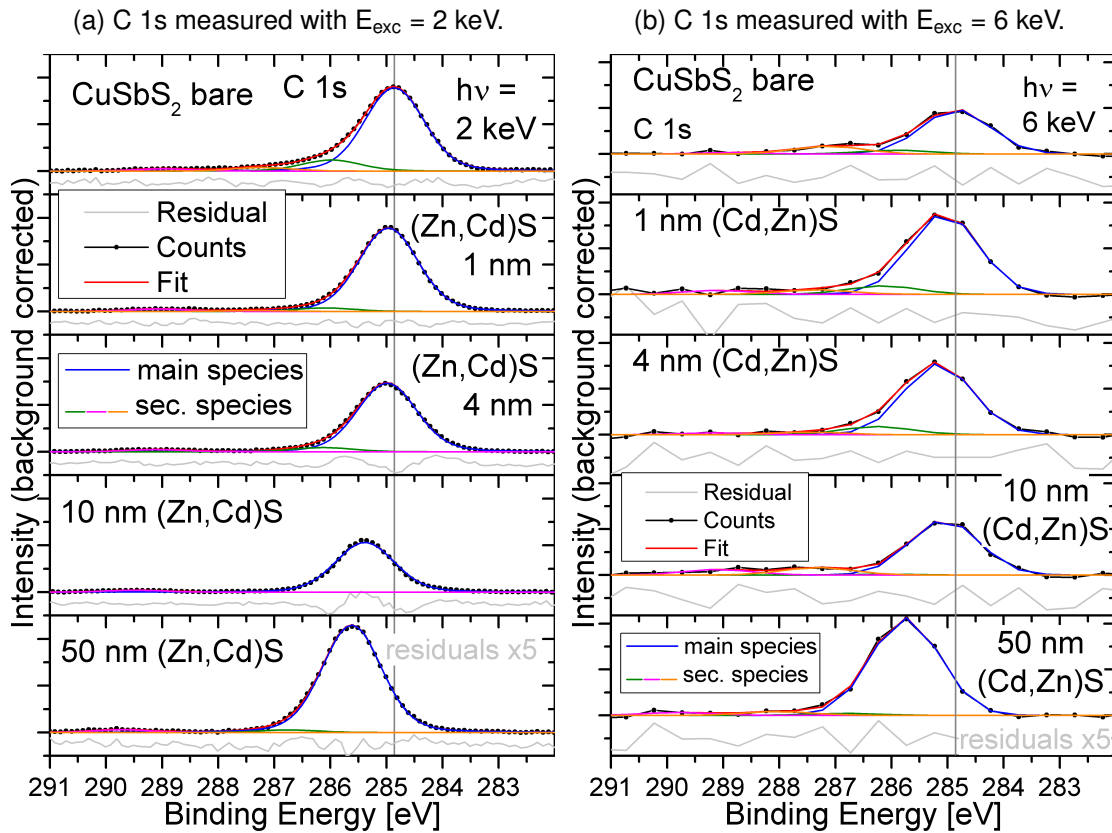 (a) C 1s measured with E_exc = 2 keV.
CuSbS₂ bare
C 1s
hν =
2 keV
Residual
Counts
Fit
(Zn,Cd)S
1 nm
main species
sec. species
(Zn,Cd)S
4 nm
10 nm (Zn,Cd)S
50 nm (Zn,Cd)S
residuals x5
Intensity (background corrected)
291 290 289 288 287 286 285 284 283
Binding Energy [eV]
(b) C 1s measured with E_exc = 6 keV.
CuSbS₂ bare
C 1s
hν =
6 keV
1 nm (Cd,Zn)S
4 nm (Cd,Zn)S
Residual
Counts
Fit
10 nm
(Cd,Zn)S
main species
sec. species
50 nm
(Cd,Zn)S
residuals x5
Intensity (background corrected)
291 290 289 288 287 286 285 284 283
Binding Energy [eV]